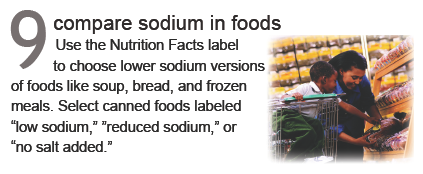 9 compare sodium in foods
Use the Nutrition Facts label
to choose lower sodium versions
of foods like soup, bread, and frozen
meals. Select canned foods labeled
“low sodium,” ”reduced sodium,” or
“no salt added.”